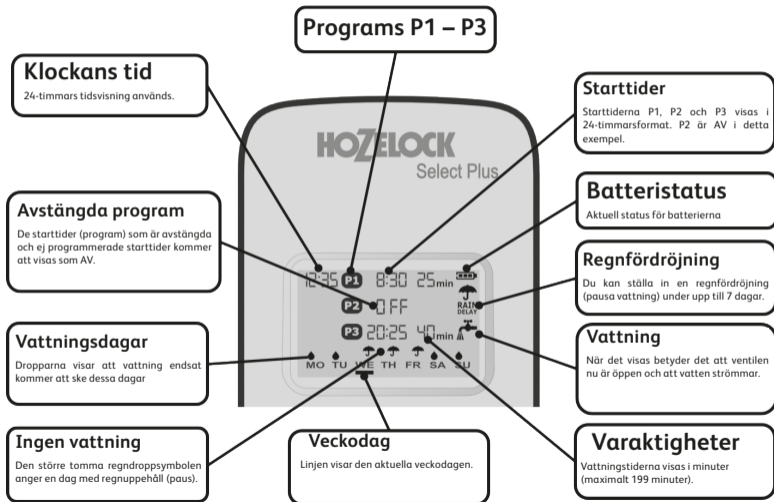 Programs P1 – P3
Klockans tid
24-timmars tidsvisning används.
Starttider
Starttiderna P1, P2 och P3 visas i
24-timmarsformat. P2 är AV i detta
exempel.
HOZELOCK
Select Plus
Avstängda program
De starttider (program) som är avstängda
och ej programmerade starttider kommer
att visas som AV.
Batteristatus
Aktuell status för batterierna
Regnfördröjning
Du kan ställa in en regnfördröjning
(pausa vattning) under upp till 7 dagar.
12:35 P1 8:30 25 min
P2 OFF
RAIN
DELAY
P3 20:25 40 min
MO TU WE TH FR SA SU
Vattningsdagar
Dropparna visar att vattning endsat
kommer att ske dessa dagar
Vattning
När det visas betyder det att ventilen
nu är öppen och att vatten strömmar.
Ingen vattning
Den större tomma regndroppsymbolen
anger en dag med regnuppehåll (paus).
Veckodag
Linjen visar den aktuella veckodagen.
Varaktigheter
Vattningstiderna visas i minuter
(maximalt 199 minuter).